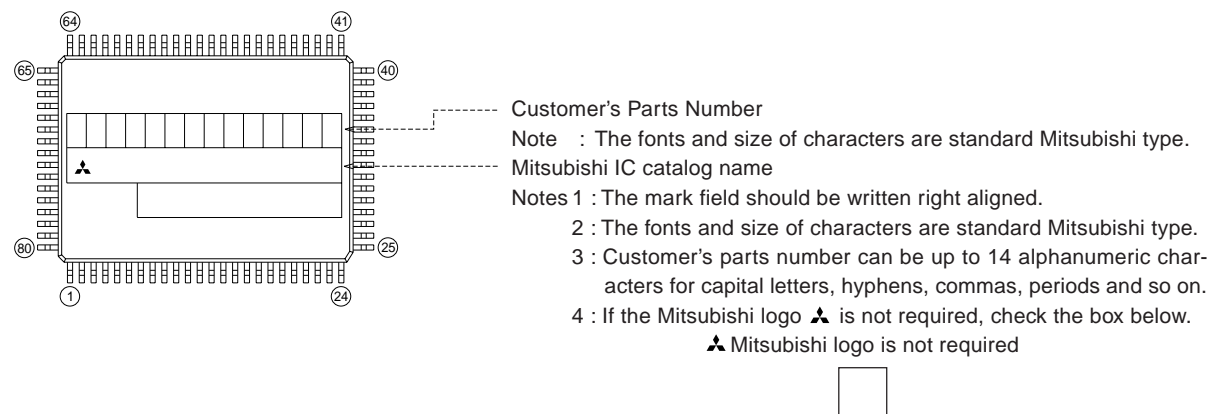 64 41
65 40
80 25
1 24
Customer's Parts Number
Note : The fonts and size of characters are standard Mitsubishi type.
Mitsubishi IC catalog name
Notes 1 : The mark field should be written right aligned.
2 : The fonts and size of characters are standard Mitsubishi type.
3 : Customer's parts number can be up to 14 alphanumeric char-
acters for capital letters, hyphens, commas, periods and so on.
4 : If the Mitsubishi logo is not required, check the box below.
Mitsubishi logo is not required